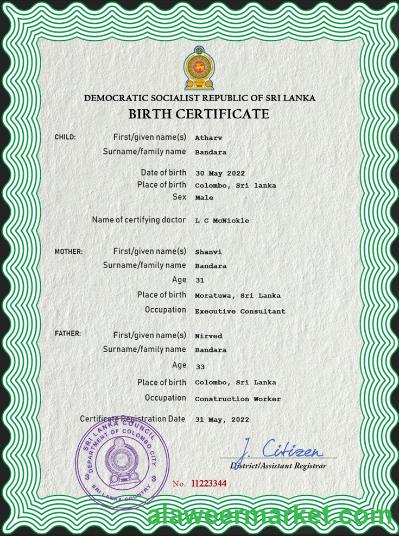 DEMOCRATIC SOCIALIST REPUBLIC OF SRI LANKA
BIRTH CERTIFICATE
CHILD: First/given name(s) Atharv
Surname/family name Bandara
Date of birth 30 May 2022
Place of birth Colombo, Sri lanka
Sex Male
Name of certifying doctor L C McNickle
MOTHER: First/given name(s) Shanvi
Surname/family name Bandara
Age 31
Place of birth Moratuwa, Sri Lanka
Occupation Executive Consultant
FATHER: First/given name(s) Nirved
Surname/family name Bandara
Age 33
Place of birth Colombo, Sri Lanka
Occupation Construction Worker
Certificate Registration Date 31 May, 2022
SRI LANKA COUNCIL
DEPARTMENT OF COLOMBO CITY
SRI LANKA COUNTRY
J. Citizen
District/Assistant Registrar
No. 11223344
alaweermarket.com